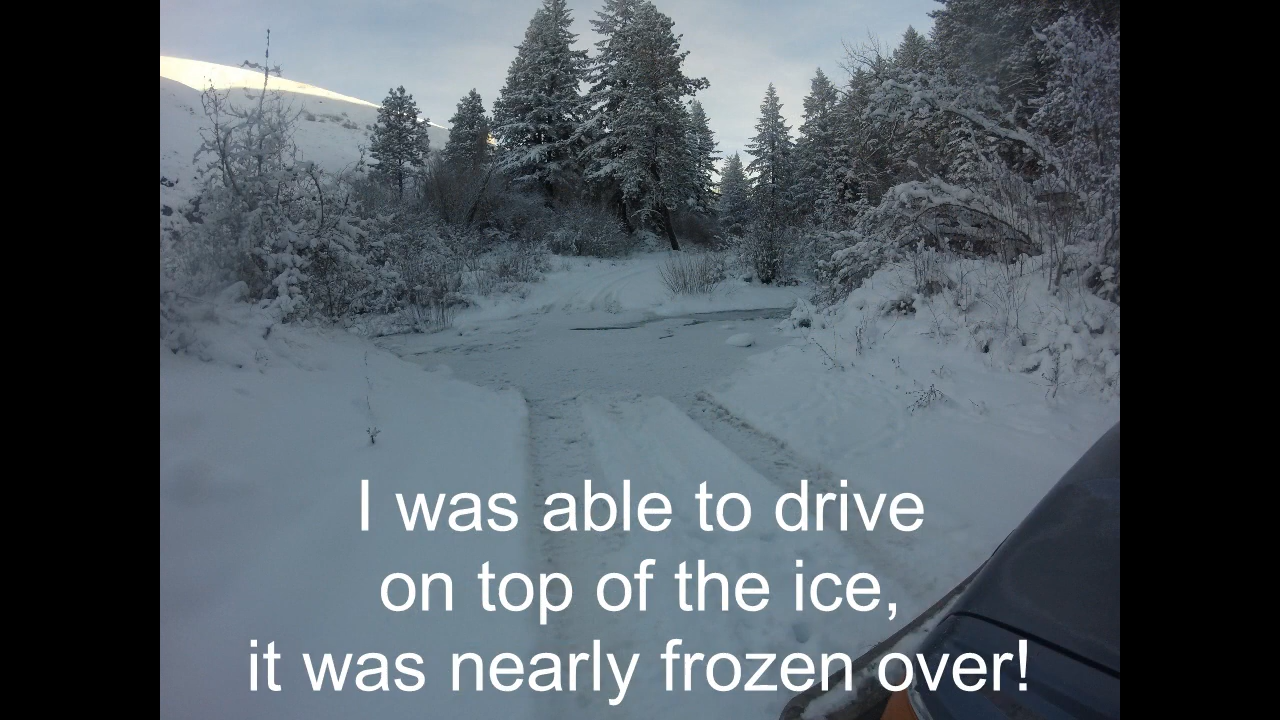 I was able to drive
on top of the ice,
it was nearly frozen over!